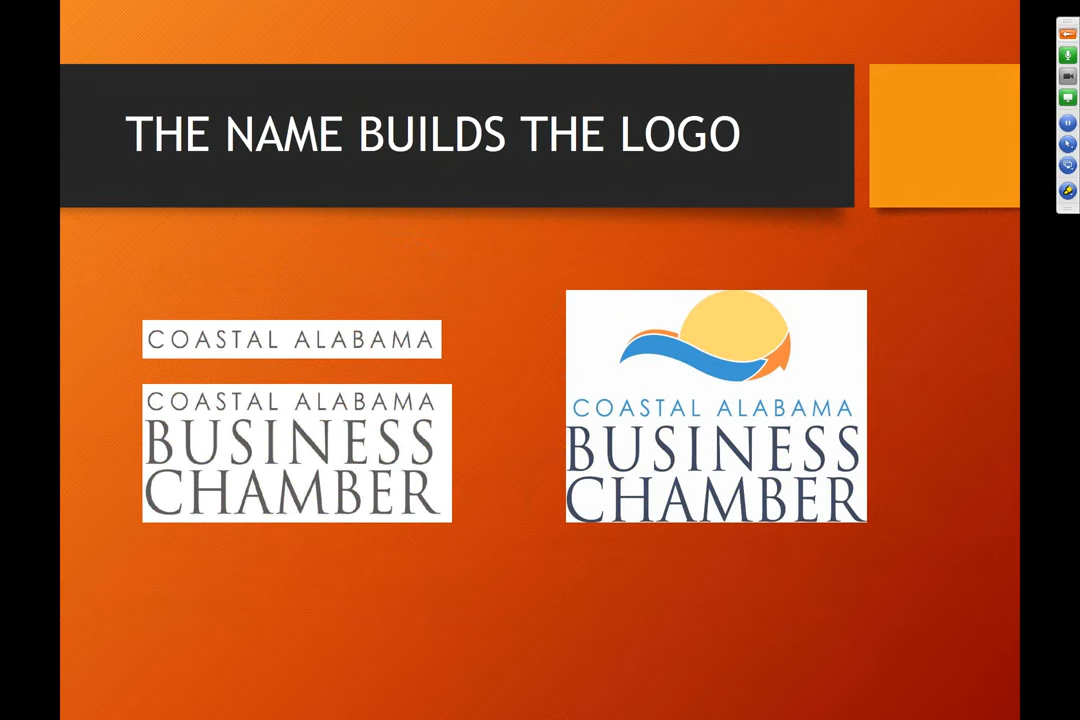 THE NAME BUILDS THE LOGO
COASTAL ALABAMA
COASTAL ALABAMA
BUSINESS
CHAMBER
COASTAL ALABAMA
BUSINESS
CHAMBER